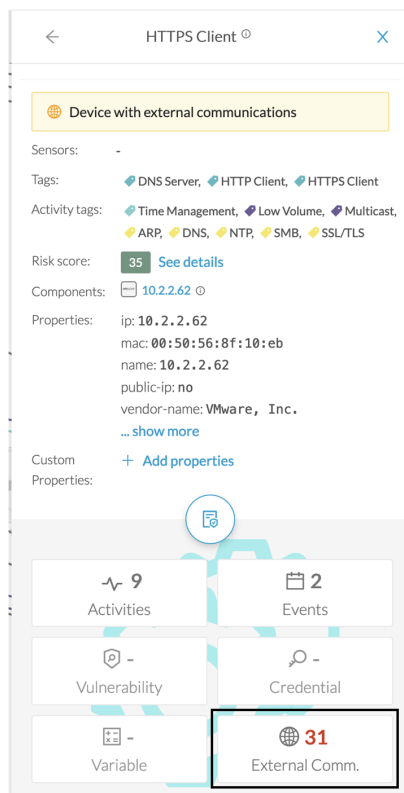 HTTPS Client
Device with external communications
Sensors: -
Tags: DNS Server, HTTP Client, HTTPS Client
Activity tags: Time Management, Low Volume, Multicast,
ARP, DNS, NTP, SMB, SSL/TLS
Risk score: 35 See details
Components: 10.2.2.62
Properties: ip: 10.2.2.62
mac: 00:50:56:8f:10:eb
name: 10.2.2.62
public-ip: no
vendor-name: VMware, Inc.
... show more
Custom
Properties:
+ Add properties
9
Activities
2
Events
-
Vulnerability
-
Credential
-
Variable
31
External Comm.